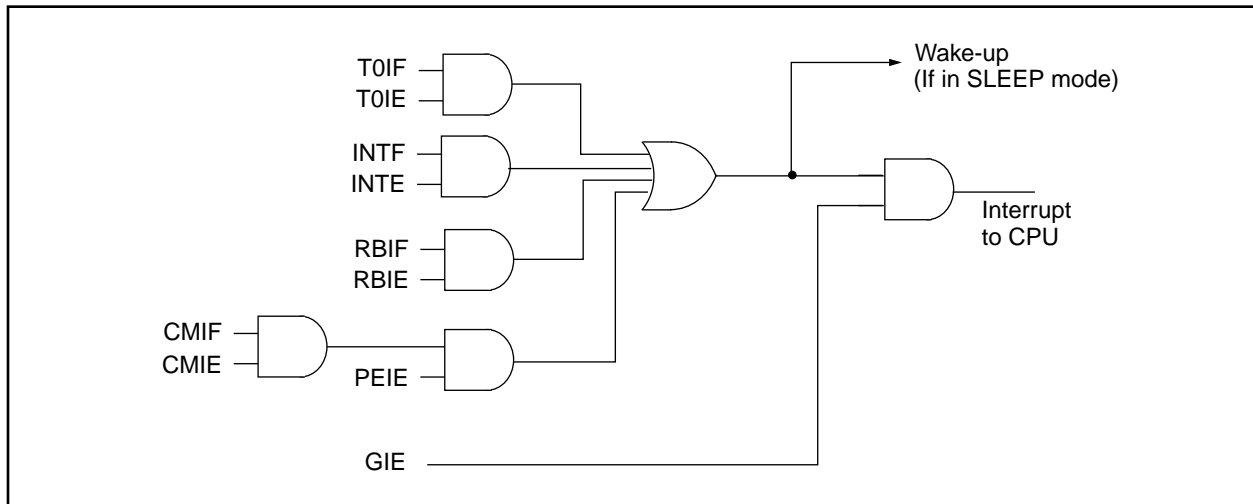 T0IF
T0IE
INTF
INTE
RBIF
RBIE
CMIF
CMIE
PEIE
GIE
Wake-up
(If in SLEEP mode)
Interrupt
to CPU